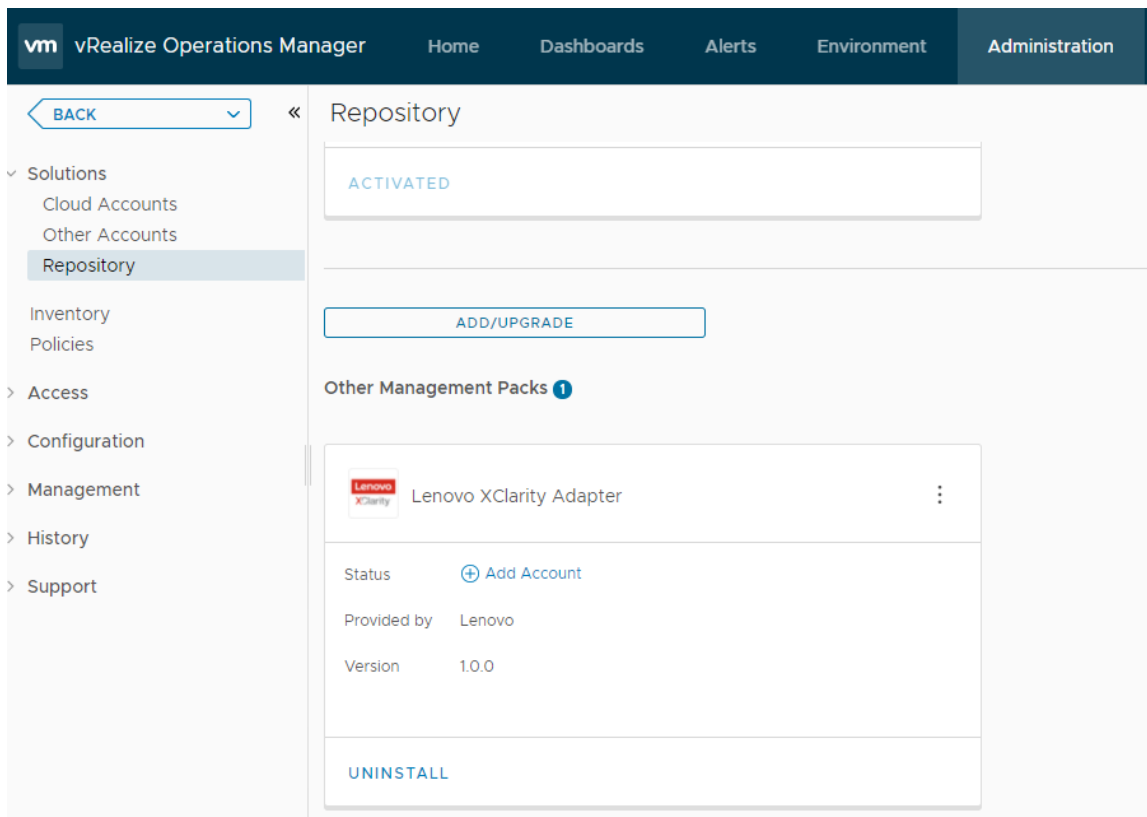 vm vRealize Operations Manager Home Dashboards Alerts Environment Administration
BACK
Repository
Solutions
ACTIVATED
Cloud Accounts
Other Accounts
Repository
Inventory
ADD/UPGRADE
Policies
Access
Other Management Packs 1
Configuration
Management
Lenovo
XClarity
Lenovo XClarity Adapter
History
Status Add Account
Support
Provided by Lenovo
Version 1.0.0
UNINSTALL